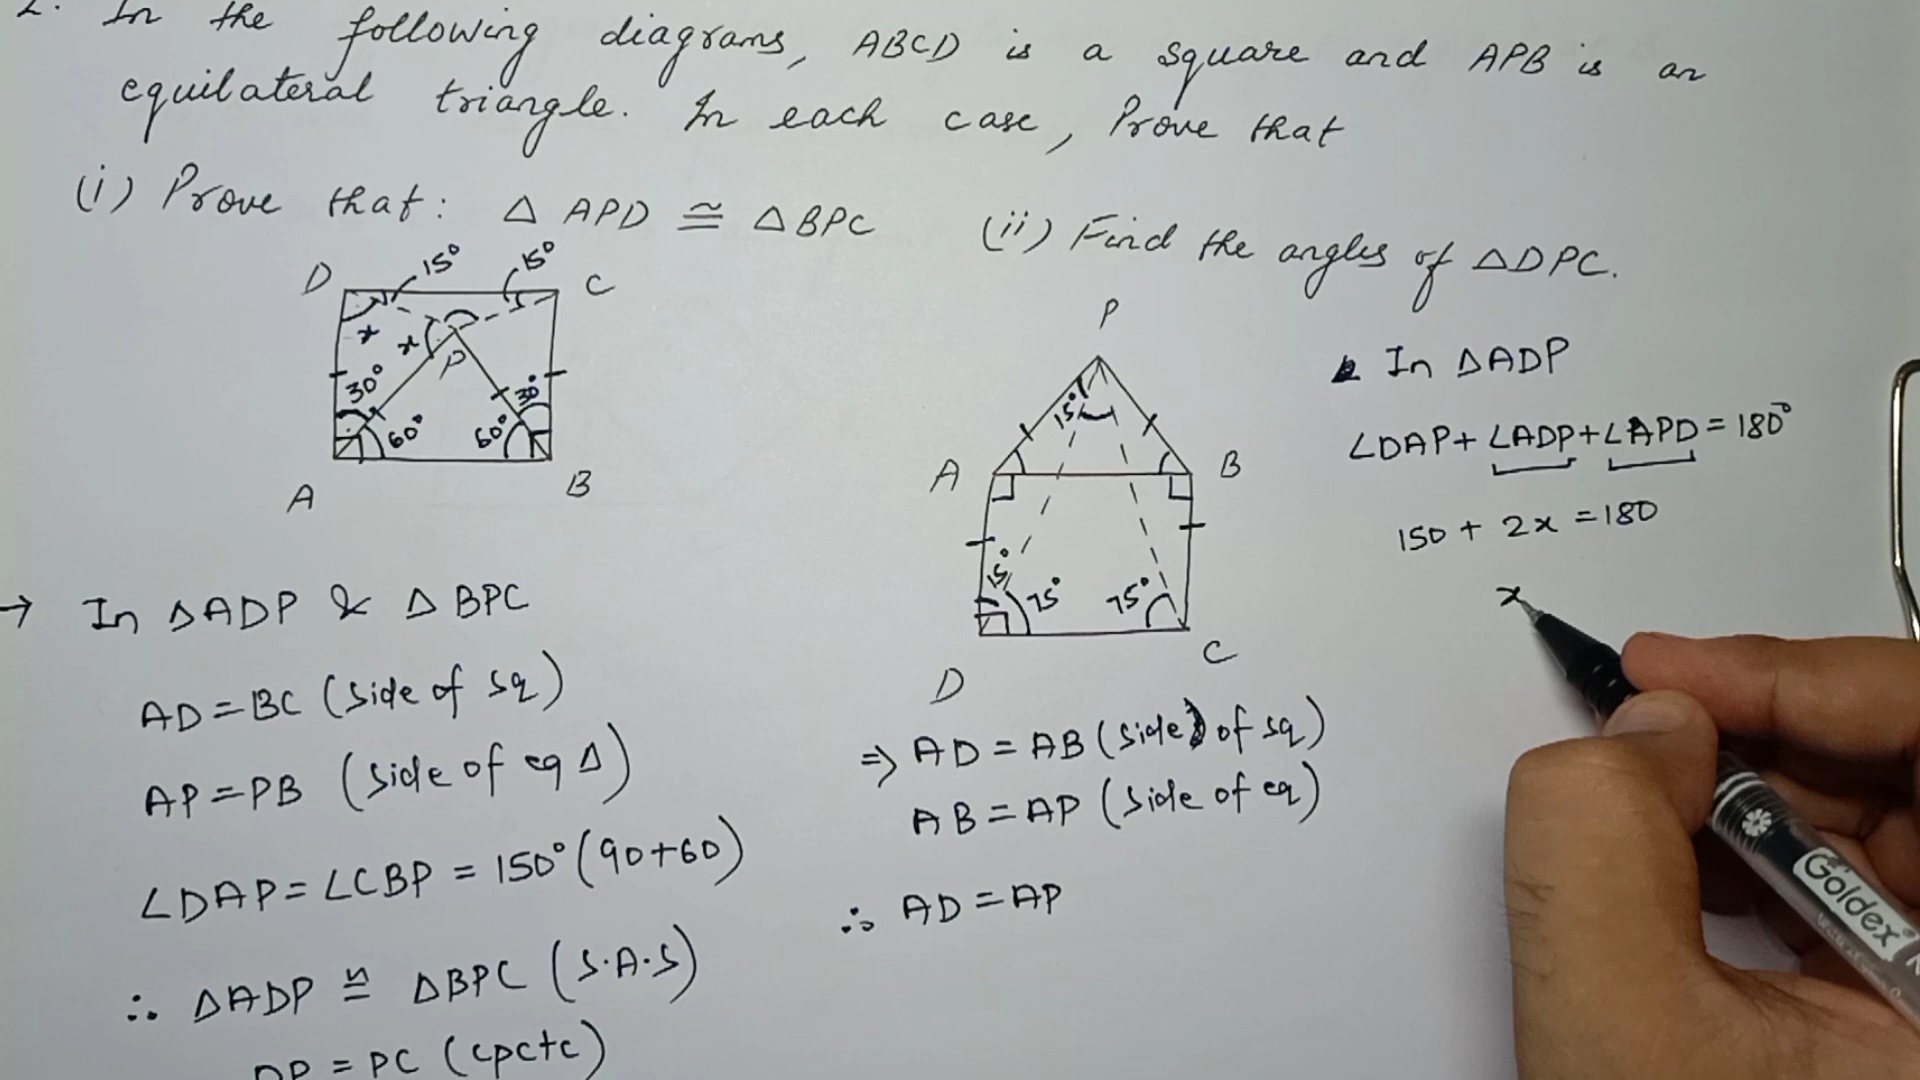 2. In the following diagrams, ABCD is a square and APB is an
equilateral triangle. In each case, Prove that
(i) Prove that: △ APD ≅ △BPC
(ii) Find the angles of △DPC.
D 15° 15° C
x x P
30° 30°
60° 60°
A B
P
15°
A B
15° 75° 75°
D C
In △ADP
∠DAP+∠ADP+∠APD=180°
150+2x=180
x
→ In △ADP & △BPC
AD=BC (side of sq)
AP=PB (side of eq △)
∠DAP=∠CBP=150°(90+60)
∴ △ADP ≅ △BPC (S.A.S)
DP=PC (cpctc)
⇒ AD=AB (side of sq)
AB=AP (side of eq)
∴ AD=AP
Goldex